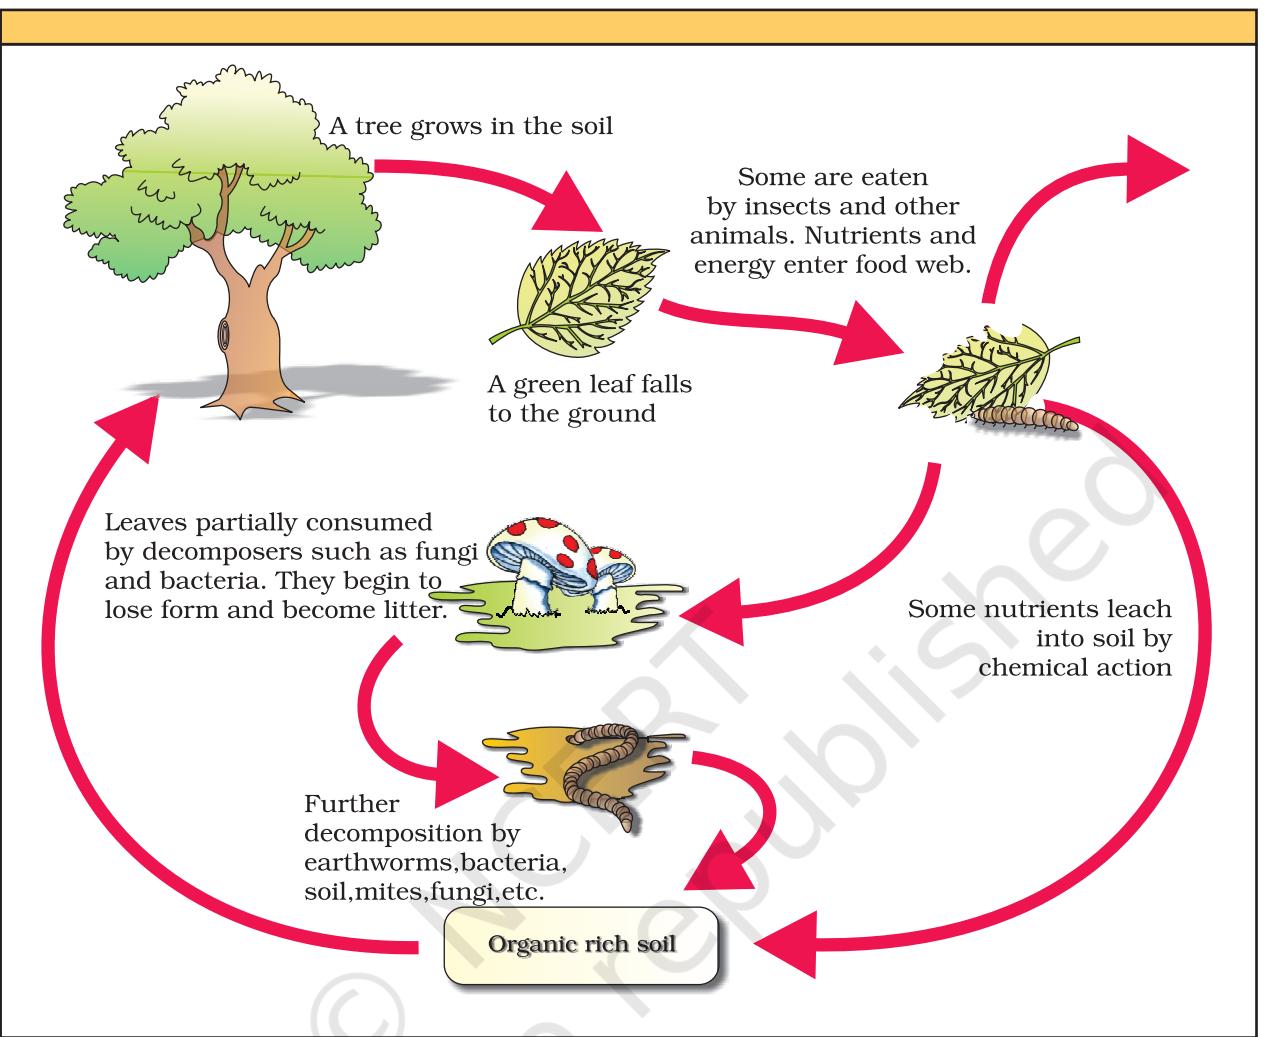 A tree grows in the soil
Some are eaten
by insects and other
animals. Nutrients and
energy enter food web.
A green leaf falls
to the ground
Leaves partially consumed
by decomposers such as fungi
and bacteria. They begin to
lose form and become litter.
Some nutrients leach
into soil by
chemical action
Further
decomposition by
earthworms,bacteria,
soil,mites,fungi,etc.
Organic rich soil
© NCERT
republished